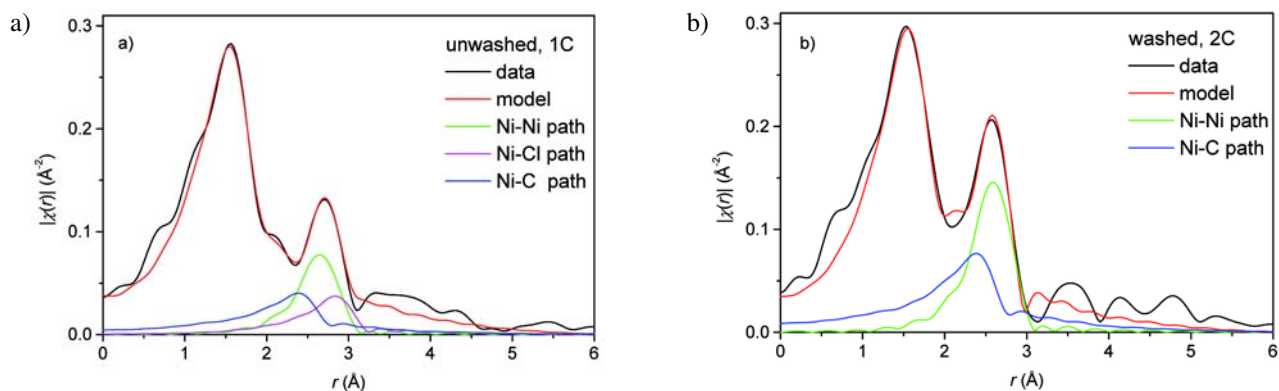 a)
a)
unwashed, 1C
data
model
Ni-Ni path
Ni-Cl path
Ni-C path
0.3
0.2
0.1
0.0
0 1 2 3 4 5 6
|χ(r)| (Å⁻²)
r (Å)
b)
b)
washed, 2C
data
model
Ni-Ni path
Ni-C path
0.3
0.2
0.1
0.0
0 1 2 3 4 5 6
|χ(r)| (Å⁻²)
r (Å)